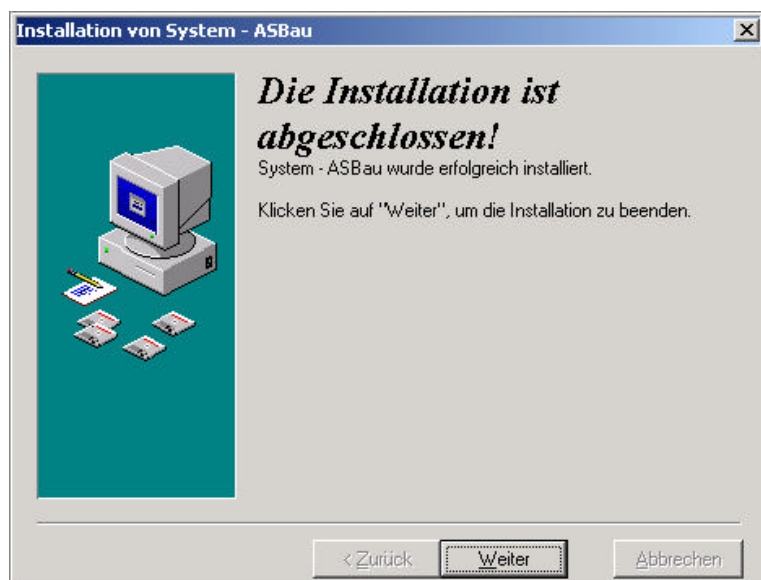 Installation von System - ASBau
Die Installation ist
abgeschlossen!
System - ASBau wurde erfolgreich installiert.
Klicken Sie auf "Weiter", um die Installation zu beenden.
< Zurück Weiter Abbrechen